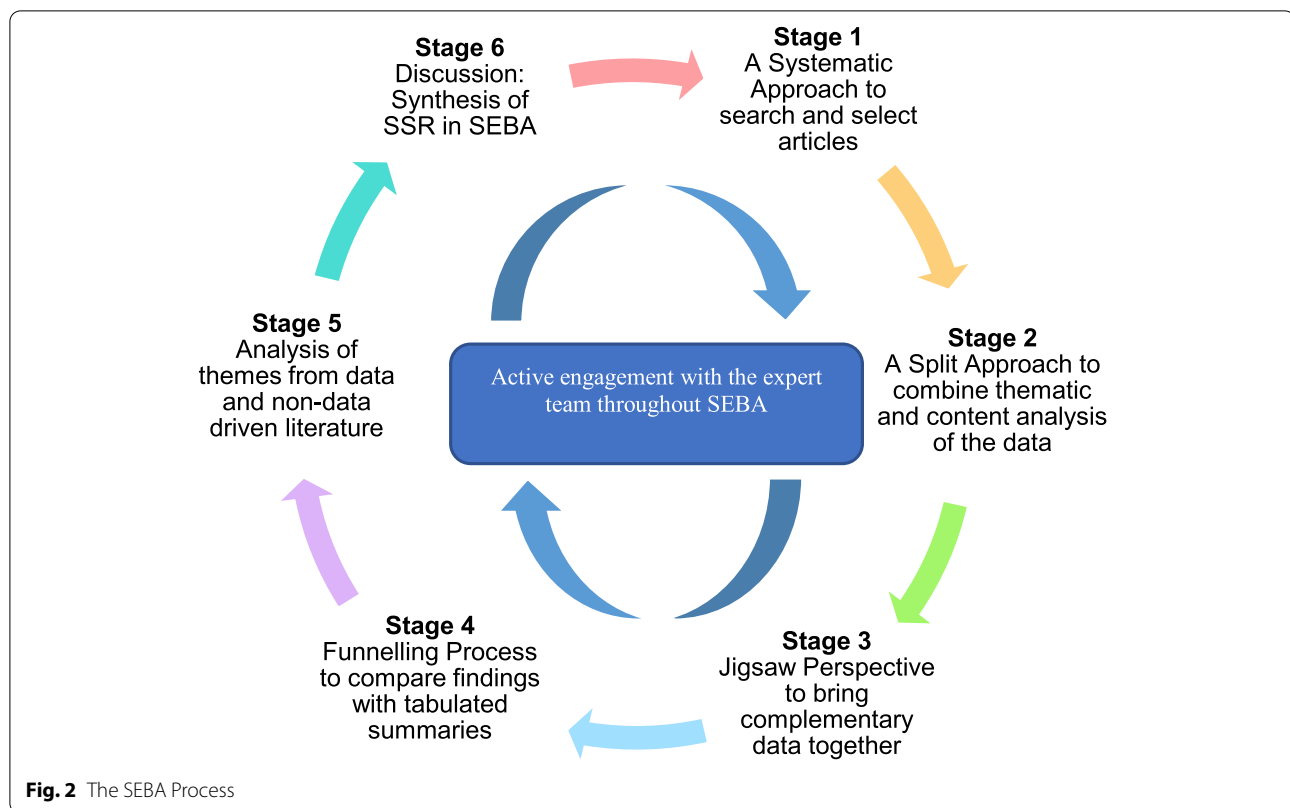 Stage 1
A Systematic
Approach to
search and select
articles
Stage 2
A Split Approach to
combine thematic
and content analysis
of the data
Stage 3
Jigsaw Perspective
to bring
complementary
data together
Stage 4
Funnelling Process
to compare findings
with tabulated
summaries
Stage 5
Analysis of
themes from data
and non-data
driven literature
Stage 6
Discussion:
Synthesis of
SSR in SEBA
Active engagement with the expert
team throughout SEBA
Fig. 2 The SEBA Process